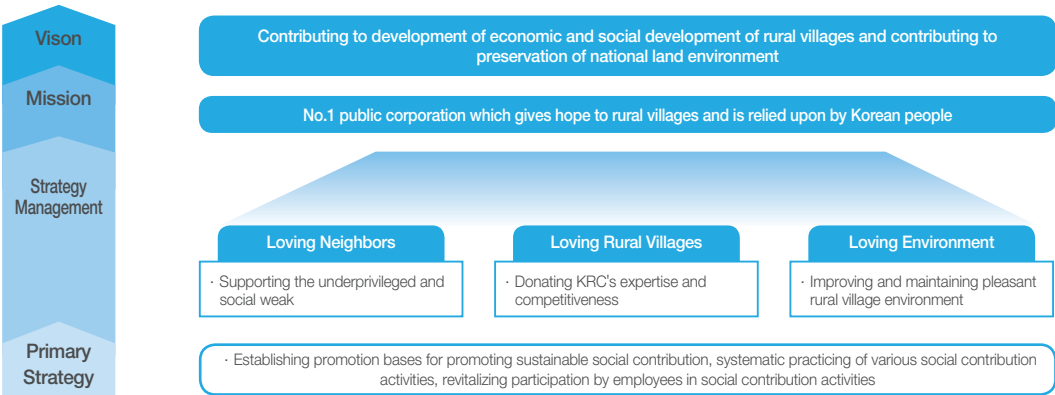 Vison
Contributing to development of economic and social development of rural villages and contributing to
preservation of national land environment
Mission
No.1 public corporation which gives hope to rural villages and is relied upon by Korean people
Strategy
Management
Loving Neighbors
· Supporting the underprivileged and
social weak
Loving Rural Villages
· Donating KRC's expertise and
competitiveness
Loving Environment
· Improving and maintaining pleasant
rural village environment
Primary
Strategy
· Establishing promotion bases for promoting sustainable social contribution, systematic practicing of various social contribution
activities, revitalizing participation by employees in social contribution activities